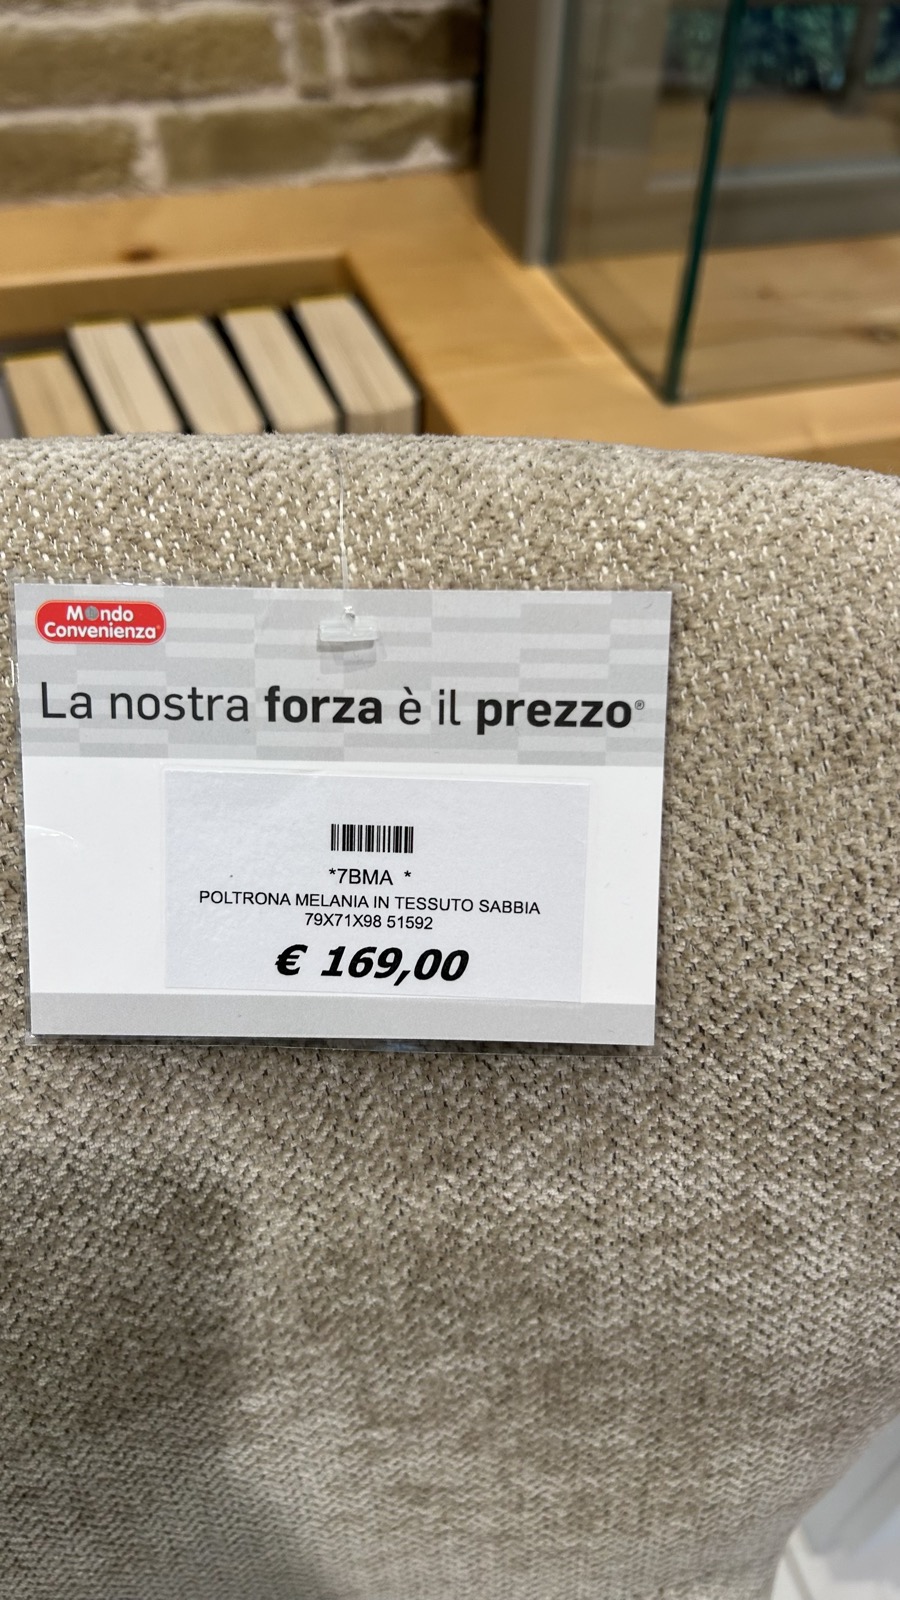 Mondo
Convenienza®
La nostra forza è il prezzo®
*7BMA *
POLTRONA MELANIA IN TESSUTO SABBIA
79X71X98 51592
€ 169,00